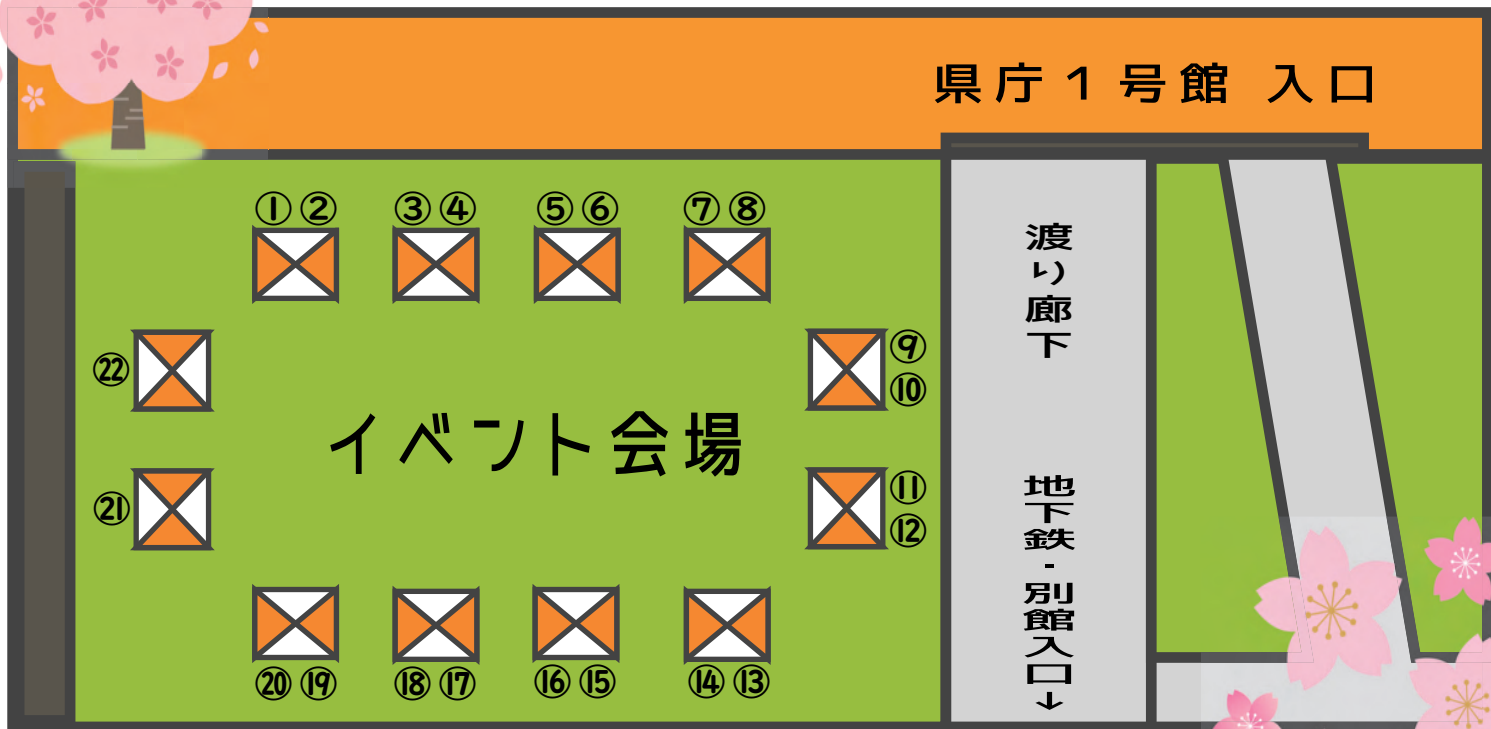 県庁1号館 入口
①② ③④ ⑤⑥ ⑦⑧
渡り廊下
㉒
⑨
⑩
イベント会場
㉑
⑪
⑫
地下鉄・別館入口↓
⑳⑲ ⑱⑰ ⑯⑮ ⑭⑬